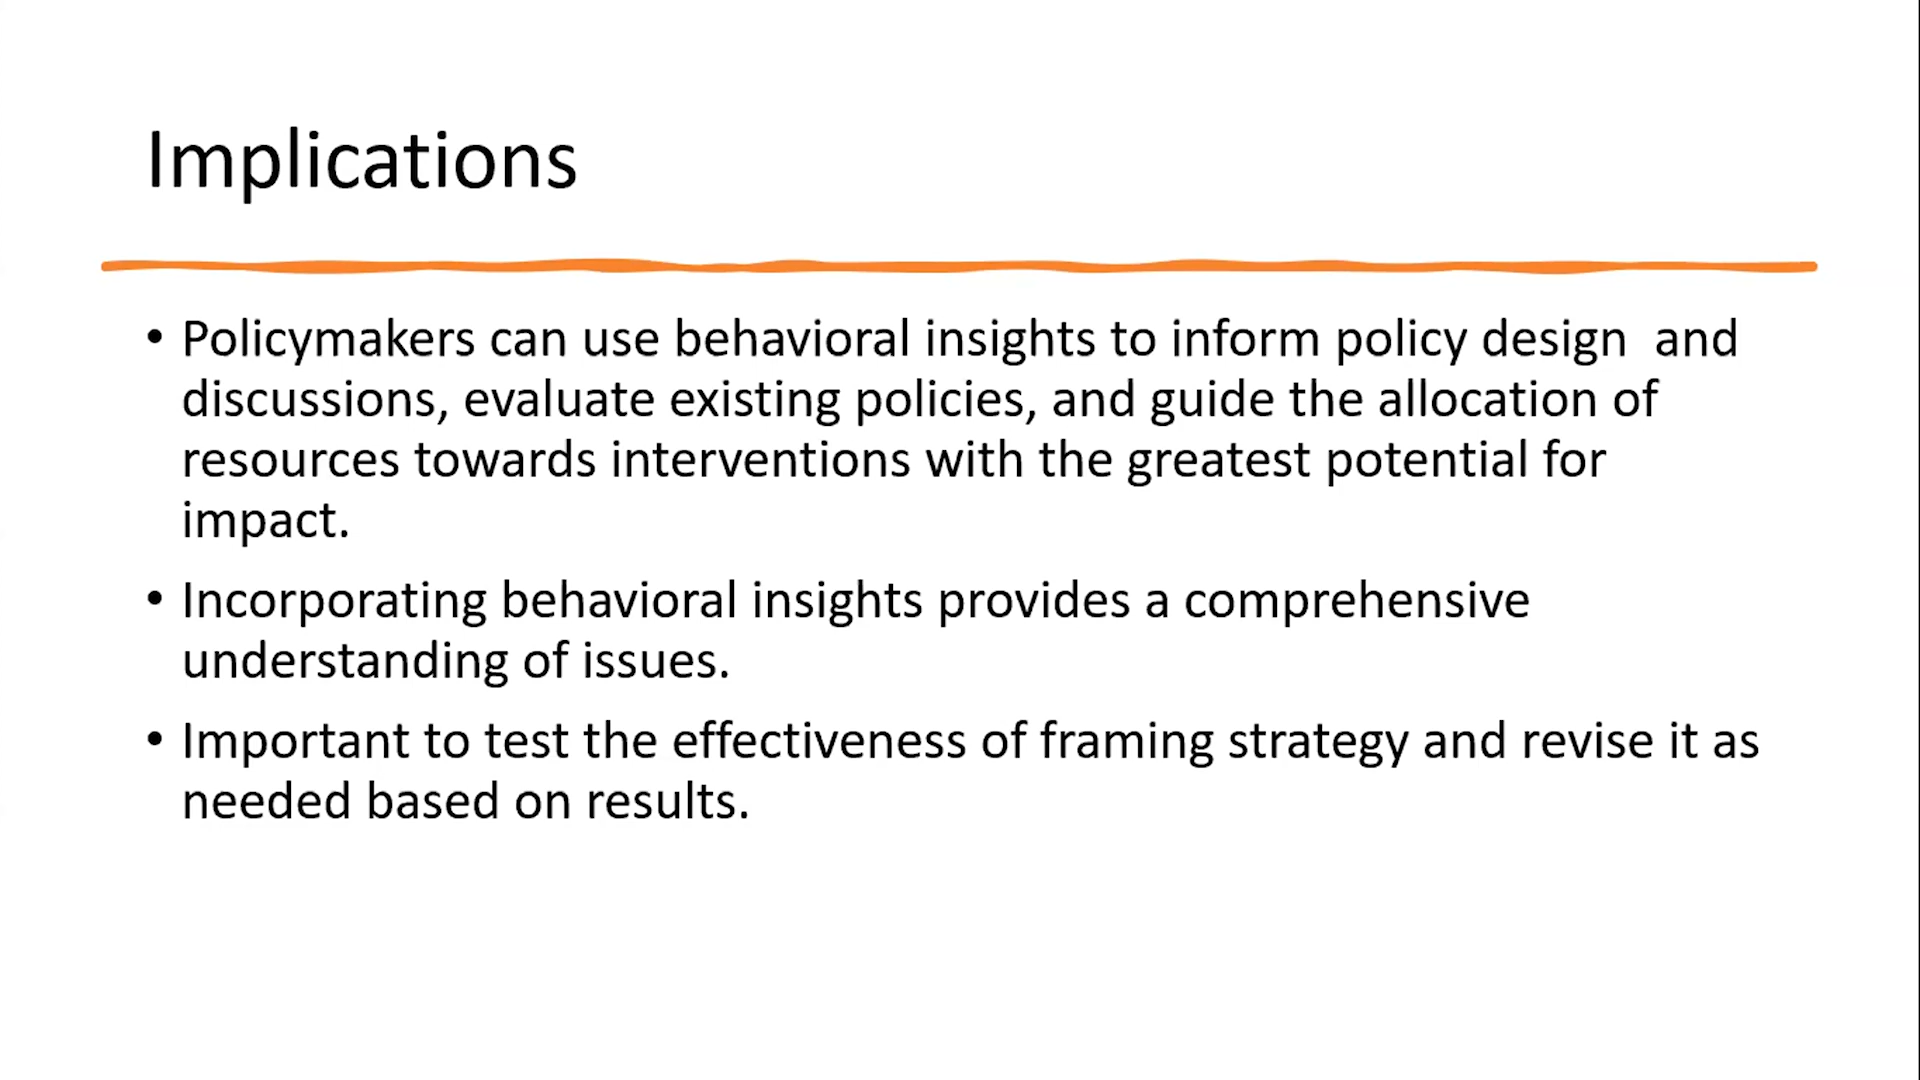 Implications
• Policymakers can use behavioral insights to inform policy design  and
discussions, evaluate existing policies, and guide the allocation of
resources towards interventions with the greatest potential for
impact.
• Incorporating behavioral insights provides a comprehensive
understanding of issues.
• Important to test the effectiveness of framing strategy and revise it as
needed based on results.